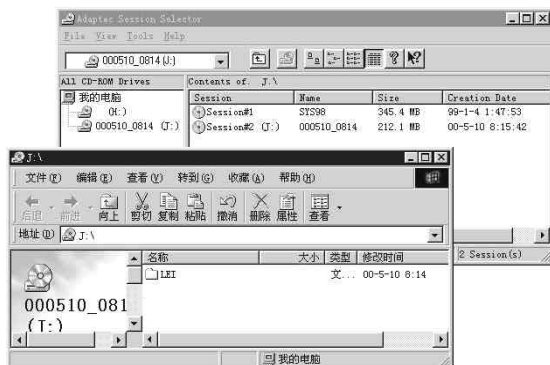 Adaptec Session Selector
File View Tools Help
000510_0814 (J:)
All CD-ROM Drives
Contents of. J:\
我的电脑
(H:)
000510_0814 (J:)
Session Name Size Creation Date
Session#1 SYS98 345.4 MB 99-1-4 1:47:53
Session#2 (J:) 000510_0814 212.1 MB 00-5-10 8:15:42
2 Session(s)
J:\
文件(F) 编辑(E) 查看(V) 转到(G) 收藏(A) 帮助(H)
后退 前进 向上 剪切 复制 粘贴 撤消 删除 属性 查看
地址(D) J:\
名称 大小 类型 修改时间
LEI 文... 00-5-10 8:14
000510_081
(J:)
我的电脑